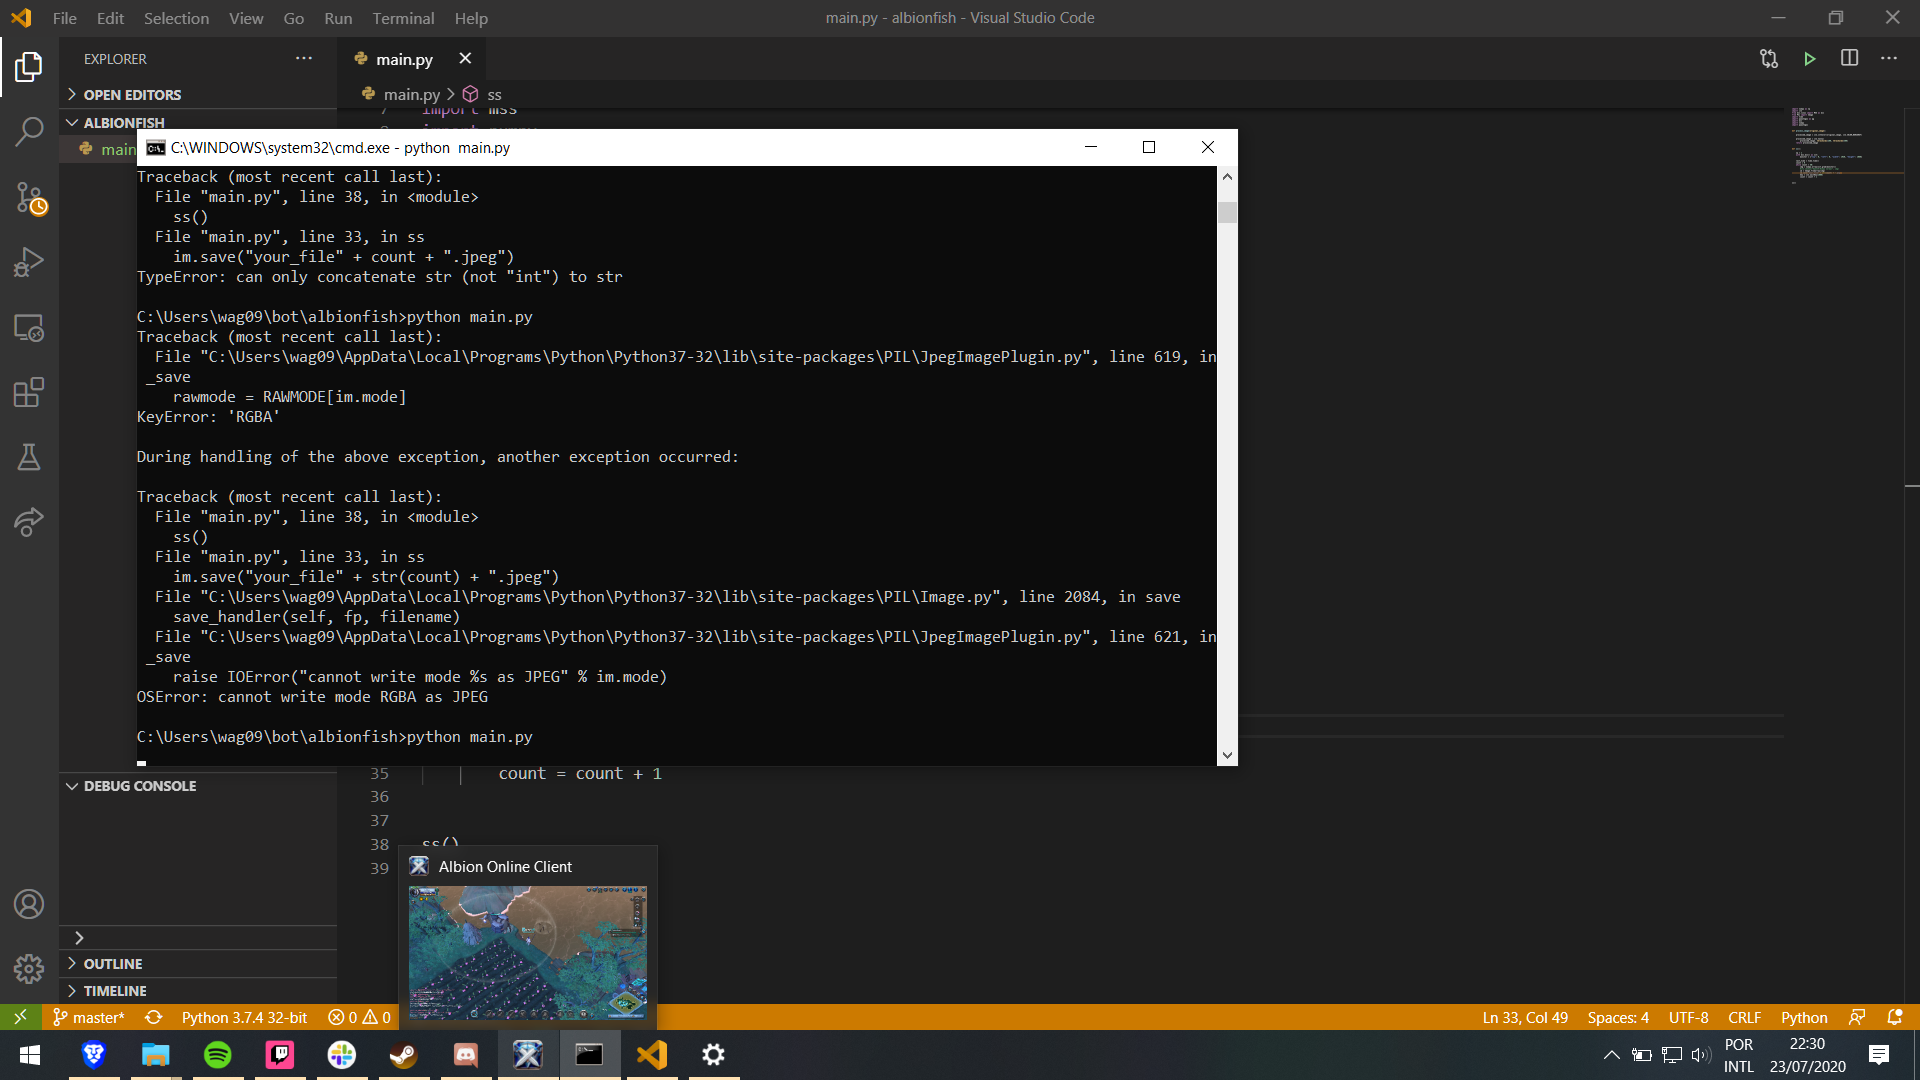 File Edit Selection View Go Run Terminal Help
main.py - albionfish - Visual Studio Code
EXPLORER
main.py
OPEN EDITORS
main.py
ss
ALBIONFISH
import mss
main
C:\WINDOWS\system32\cmd.exe - python main.py
Traceback (most recent call last):
File "main.py", line 38, in <module>
ss()
File "main.py", line 33, in ss
im.save("your_file" + count + ".jpeg")
TypeError: can only concatenate str (not "int") to str
C:\Users\wag09\bot\albionfish>python main.py
Traceback (most recent call last):
File "C:\Users\wag09\AppData\Local\Programs\Python\Python37-32\lib\site-packages\PIL\JpegImagePlugin.py", line 619, in
_save
rawmode = RAWMODE[im.mode]
KeyError: 'RGBA'
During handling of the above exception, another exception occurred:
Traceback (most recent call last):
File "main.py", line 38, in <module>
ss()
File "main.py", line 33, in ss
im.save("your_file" + str(count) + ".jpeg")
File "C:\Users\wag09\AppData\Local\Programs\Python\Python37-32\lib\site-packages\PIL\Image.py", line 2084, in save
save_handler(self, fp, filename)
File "C:\Users\wag09\AppData\Local\Programs\Python\Python37-32\lib\site-packages\PIL\JpegImagePlugin.py", line 621, in
_save
raise IOError("cannot write mode %s as JPEG" % im.mode)
OSError: cannot write mode RGBA as JPEG
C:\Users\wag09\bot\albionfish>python main.py
35 count = count + 1
36
37
38 ss()
39
DEBUG CONSOLE
Albion Online Client
OUTLINE
TIMELINE
master*
Python 3.7.4 32-bit
0
0
Ln 33, Col 49
Spaces: 4
UTF-8
CRLF
Python
POR
INTL
22:30
23/07/2020